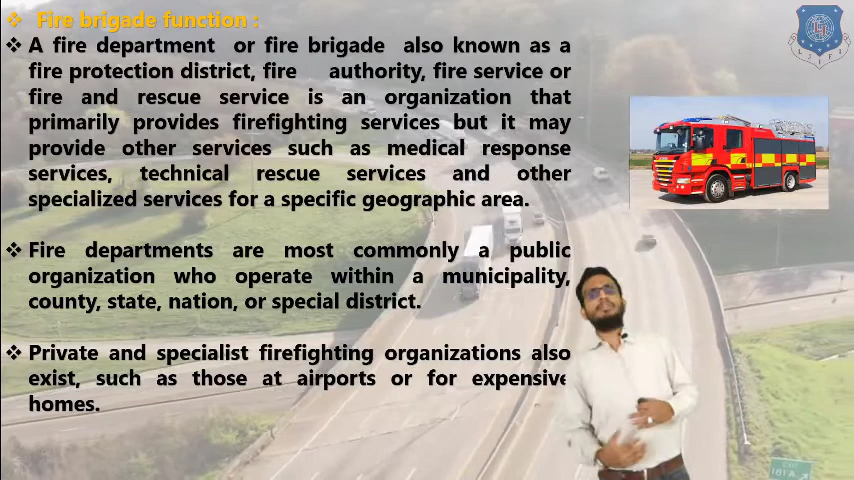 ❖ Fire brigade function :
❖ A fire department or fire brigade also known as a
fire protection district, fire authority, fire service or
fire and rescue service is an organization that
primarily provides firefighting services but it may
provide other services such as medical response
services, technical rescue services and other
specialized services for a specific geographic area.
❖ Fire departments are most commonly a public
organization who operate within a municipality,
county, state, nation, or special district.
❖ Private and specialist firefighting organizations also
exist, such as those at airports or for expensive
homes.
EXIT
181 A